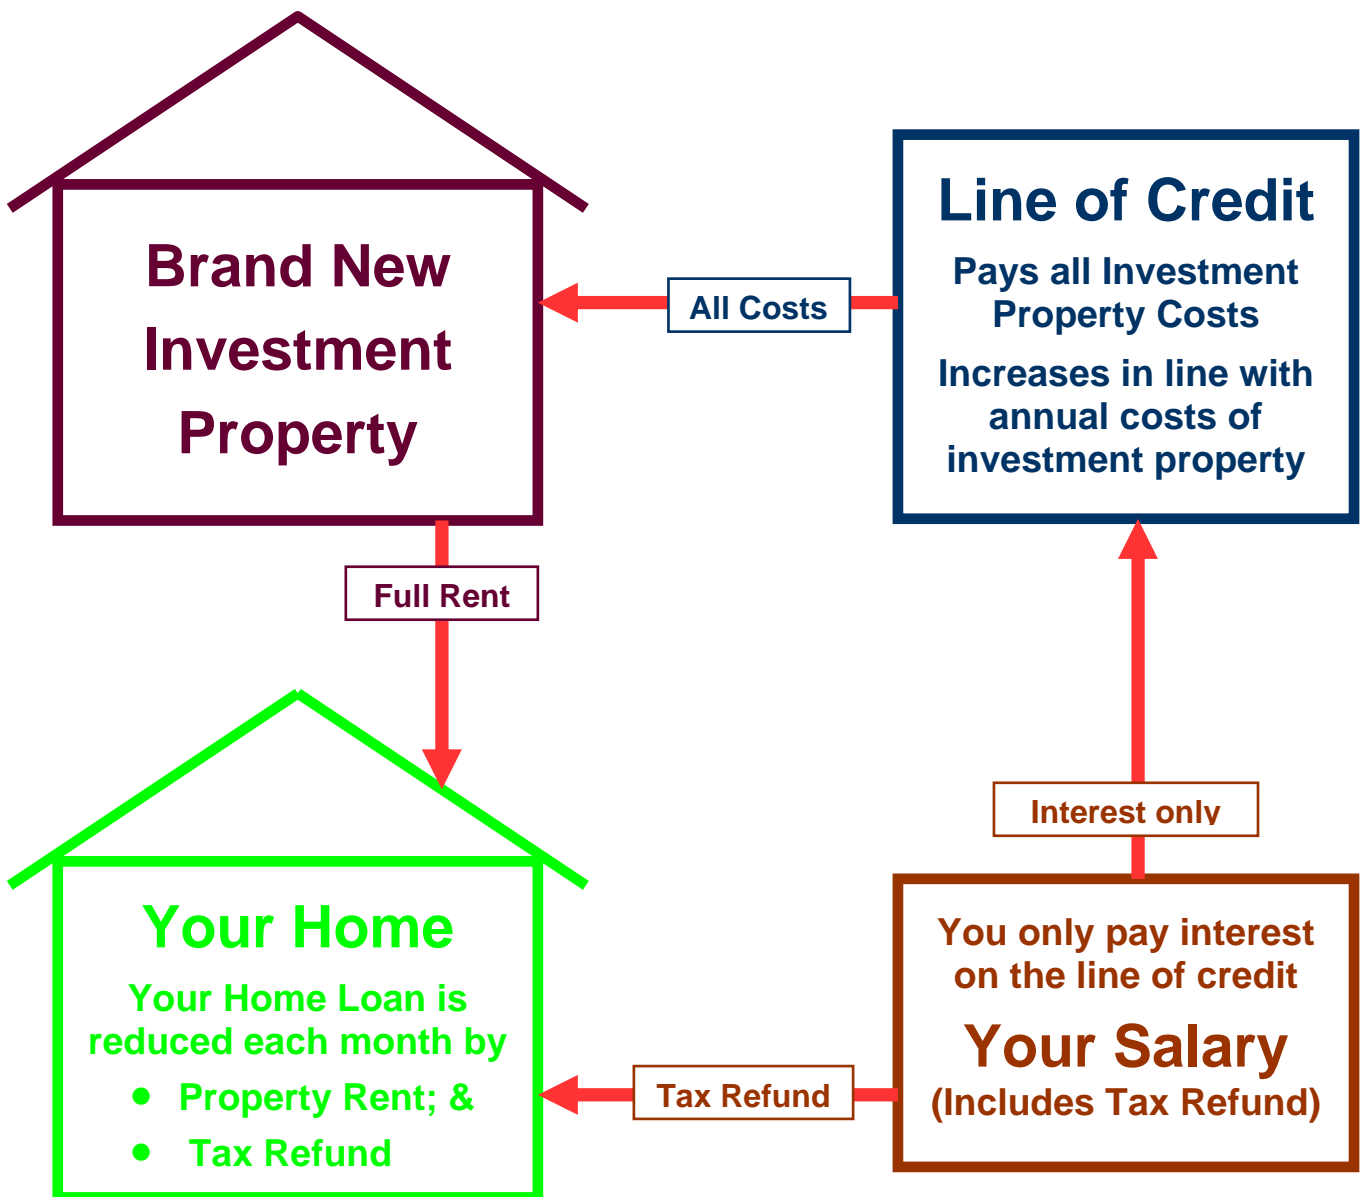 Brand New
Investment
Property
Line of Credit
Pays all Investment
Property Costs
Increases in line with
annual costs of
investment property
All Costs
Full Rent
Interest only
Your Home
Your Home Loan is
reduced each month by
• Property Rent; &
• Tax Refund
Tax Refund
You only pay interest
on the line of credit
Your Salary
(Includes Tax Refund)